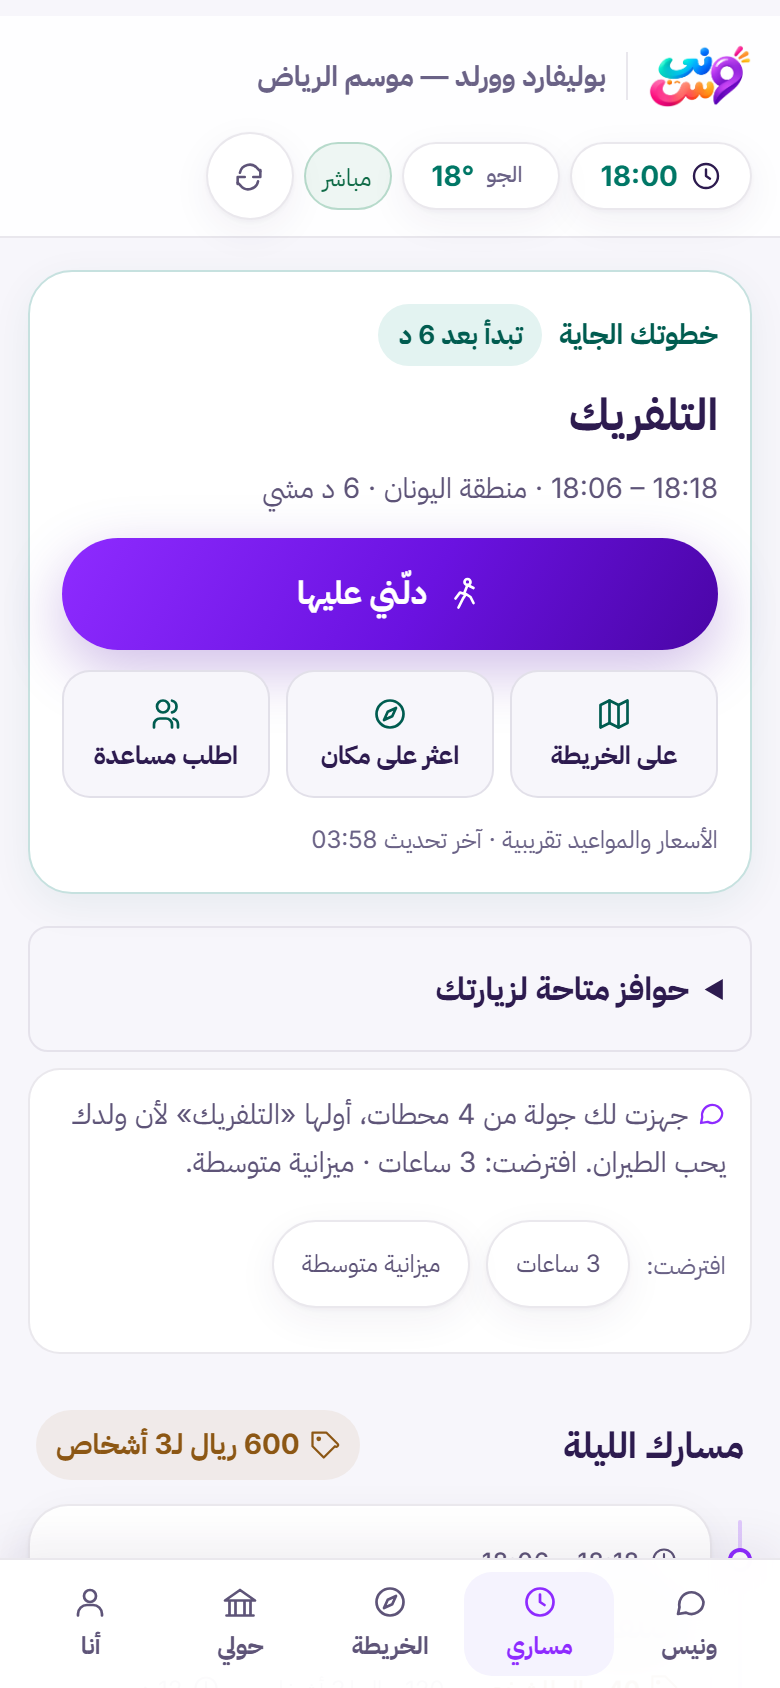 ونيس
بوليفارد وورلد — موسم الرياض
18:00
الجو 18°
مباشر
خطوتك الجاية
تبدأ بعد 6 د
التلفريك
18:06 – 18:18 · منطقة اليونان · 6 د مشي
دلّني عليها
على الخريطة
اعثر على مكان
اطلب مساعدة
الأسعار والمواعيد تقريبية · آخر تحديث 03:58
حوافز متاحة لزيارتك
جهزت لك جولة من 4 محطات، أولها «التلفريك» لأن ولدك
يحب الطيران. افترضت: 3 ساعات · ميزانية متوسطة.
افترضت:
3 ساعات
ميزانية متوسطة
مسارك الليلة
600 ريال لـ3 أشخاص
18:06 – 18:18
ونيس
مساري
الخريطة
حولي
أنا